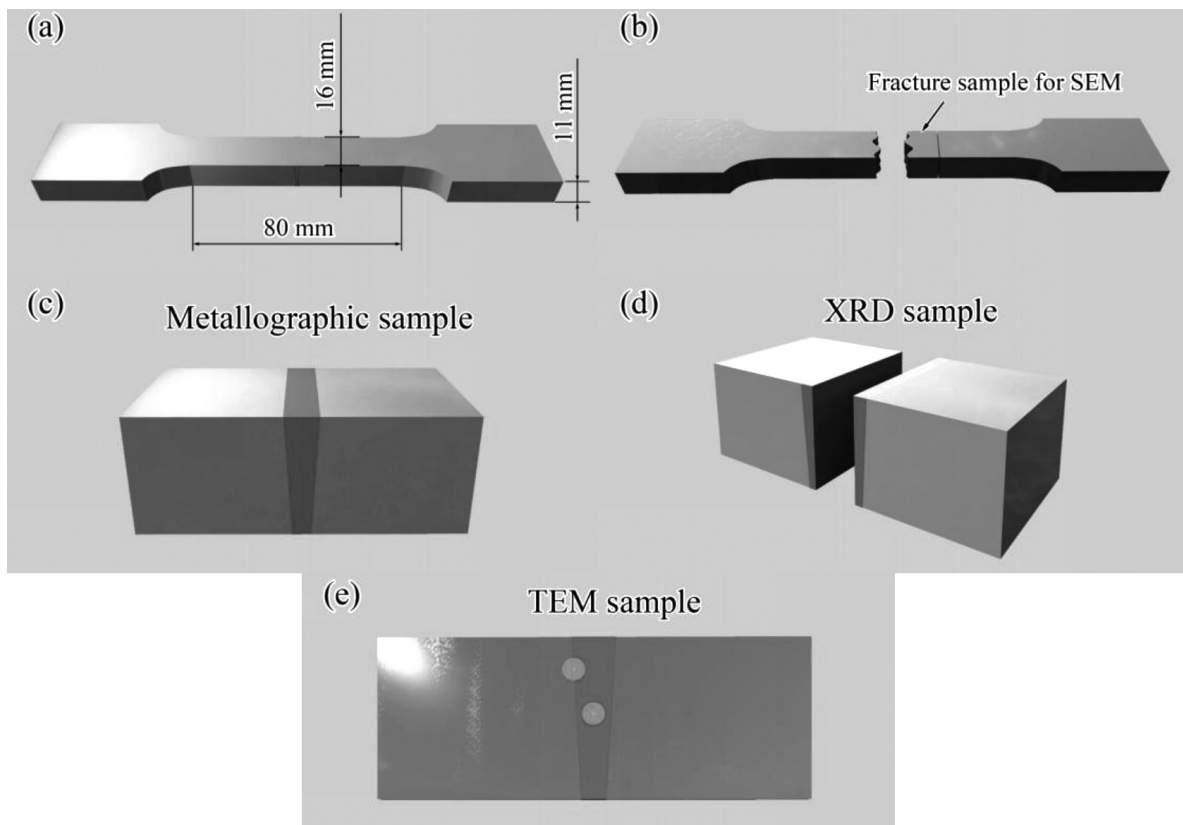 (a)
16 mm
11 mm
80 mm
(b)
Fracture sample for SEM
(c)
Metallographic sample
(d)
XRD sample
(e)
TEM sample